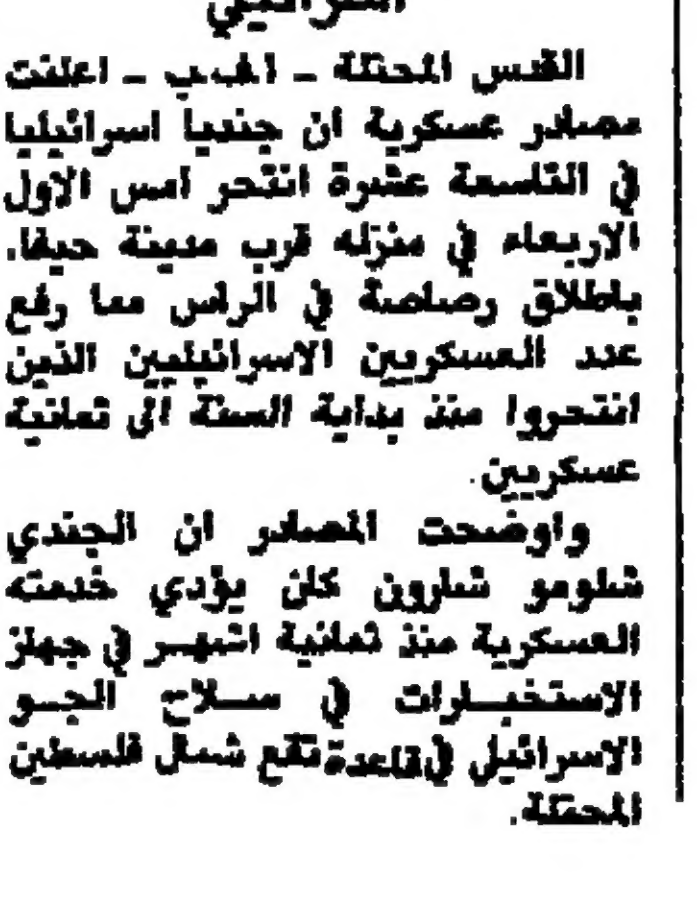 القدس المحتلة - اف ب - اعلنت
مصادر عسكرية ان جنديا اسرائيليا
في التاسعة عشرة انتحر امس الاول
الاربعاء في منزله قرب مدينة حيفا،
باطلاق رصاصة في الراس مما رفع
عدد العسكريين الاسرائيليين الذين
انتحروا منذ بداية السنة الى ثمانية
عسكريين.
واوضحت المصادر ان الجندي
شلومو شارون كان يؤدي خدمته
العسكرية منذ ثمانية اشهر في جهاز
الاستخبارات في سلاح الجو
الاسرائيلي في قاعدة تقع شمال فلسطين
المحتلة.